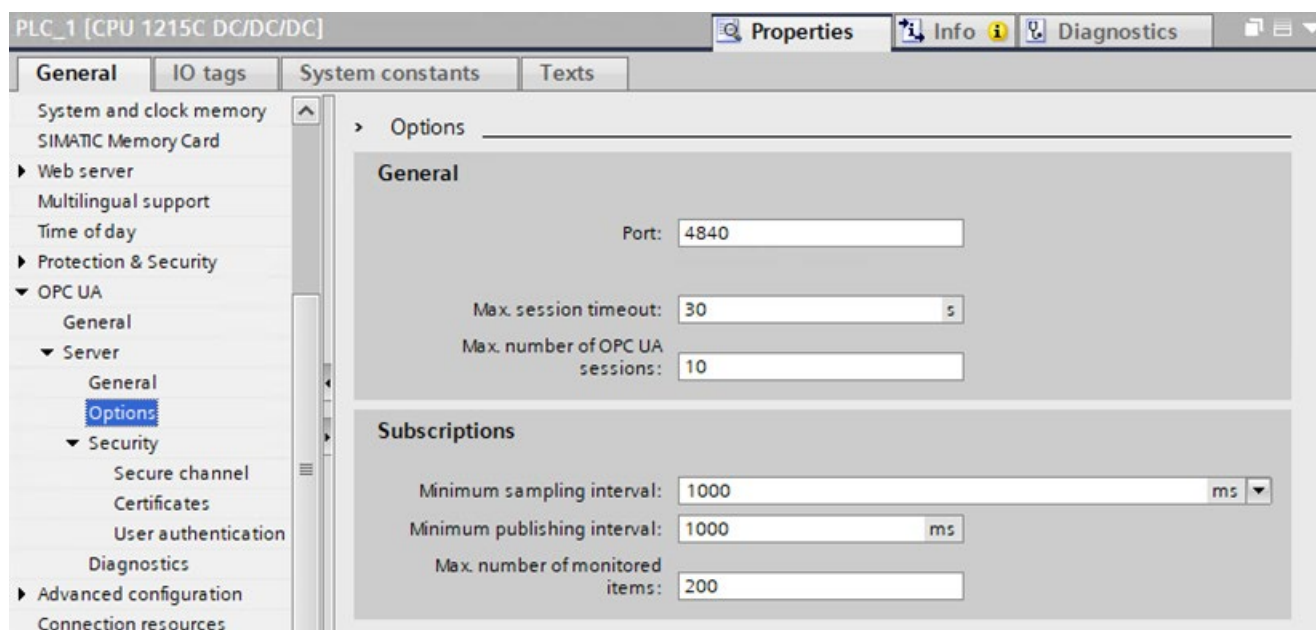 PLC_1 [CPU 1215C DC/DC/DC]
Properties
Info
Diagnostics
General
IO tags
System constants
Texts
System and clock memory
SIMATIC Memory Card
Web server
Multilingual support
Time of day
Protection & Security
OPC UA
General
Server
General
Options
Security
Secure channel
Certificates
User authentication
Diagnostics
Advanced configuration
Connection resources
Options
General
Port: 4840
Max. session timeout: 30 s
Max. number of OPC UA
sessions: 10
Subscriptions
Minimum sampling interval: 1000 ms
Minimum publishing interval: 1000 ms
Max. number of monitored
items: 200